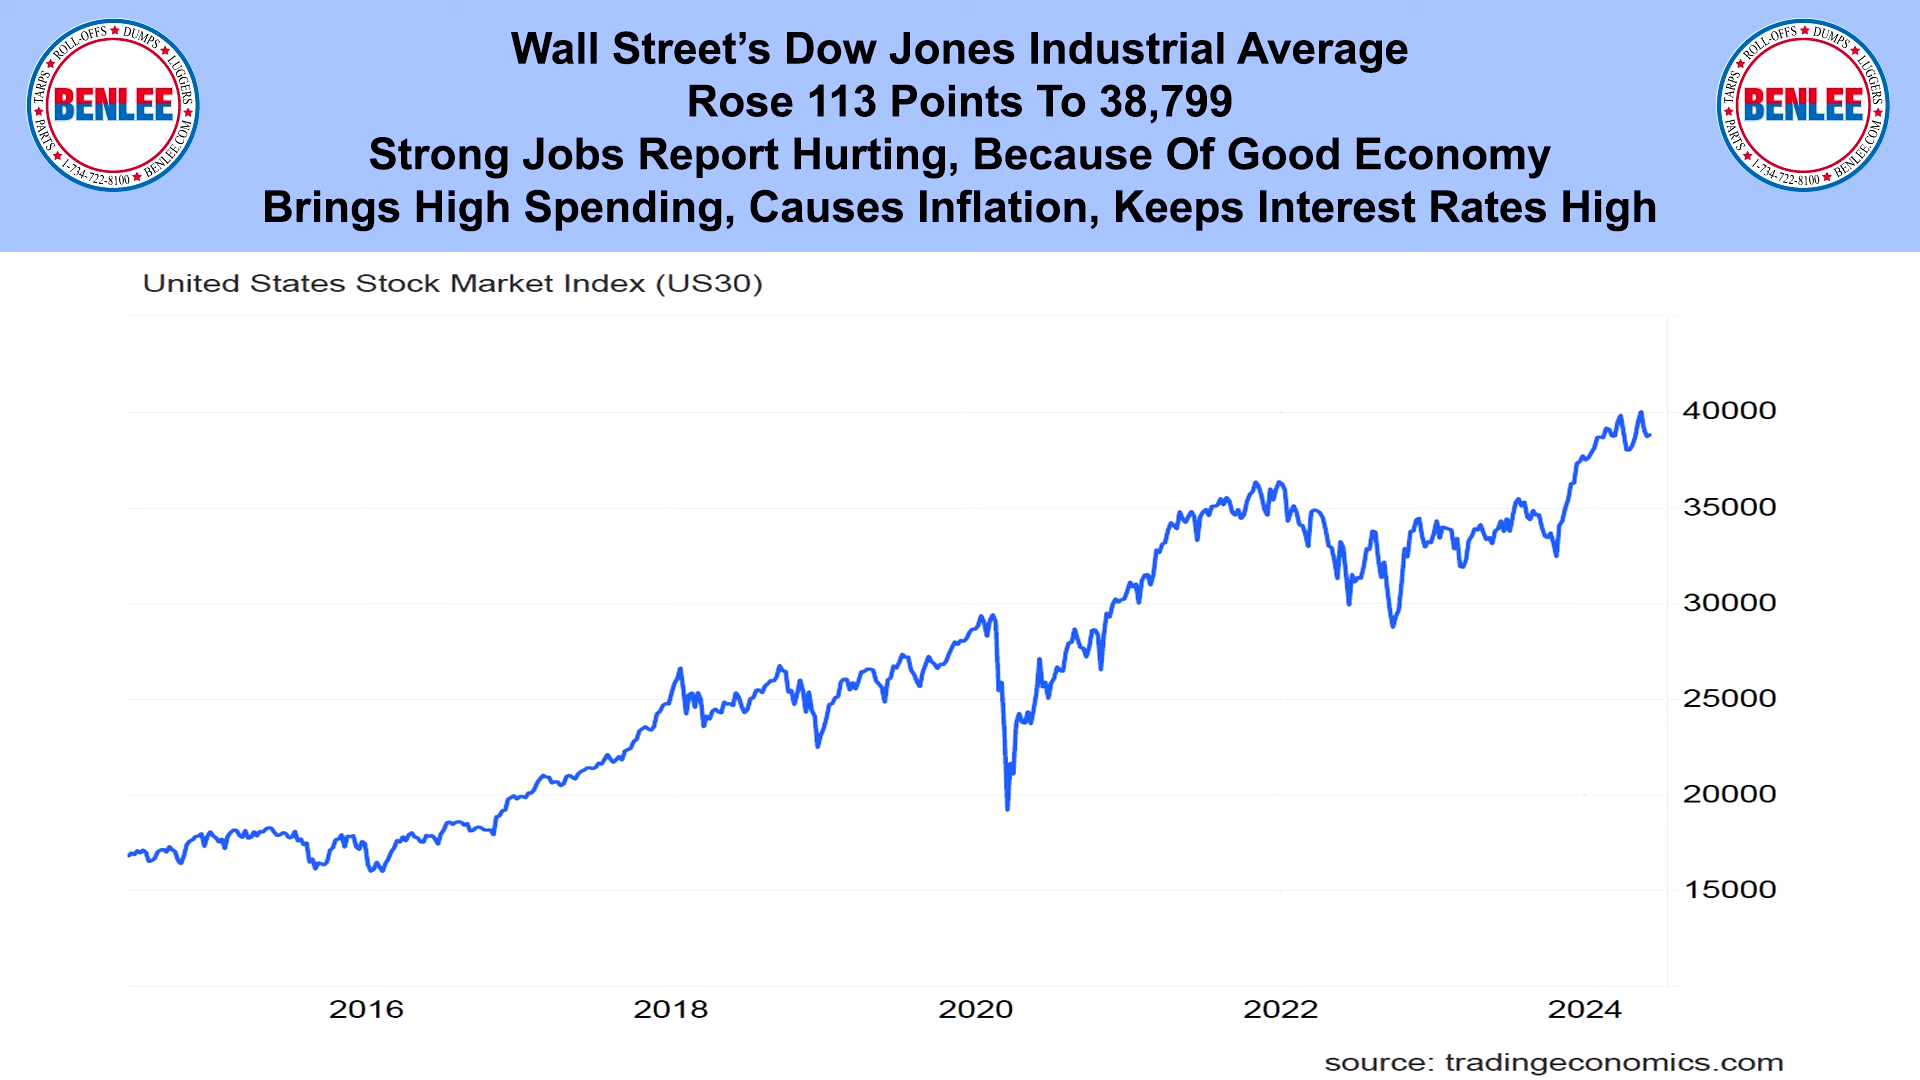 Wall Street’s Dow Jones Industrial Average
Rose 113 Points To 38,799
Strong Jobs Report Hurting, Because Of Good Economy
Brings High Spending, Causes Inflation, Keeps Interest Rates High
TARPS ★ ROLL-OFFS ★ DUMPS ★ LUGGERS ★
BENLEE
PARTS ★ 1-734-722-8100 ★ BENLEE.COM ★
TARPS ★ ROLL-OFFS ★ DUMPS ★ LUGGERS ★
BENLEE
PARTS ★ 1-734-722-8100 ★ BENLEE.COM ★
United States Stock Market Index (US30)
40000
35000
30000
25000
20000
15000
2016 2018 2020 2022 2024
source: tradingeconomics.com